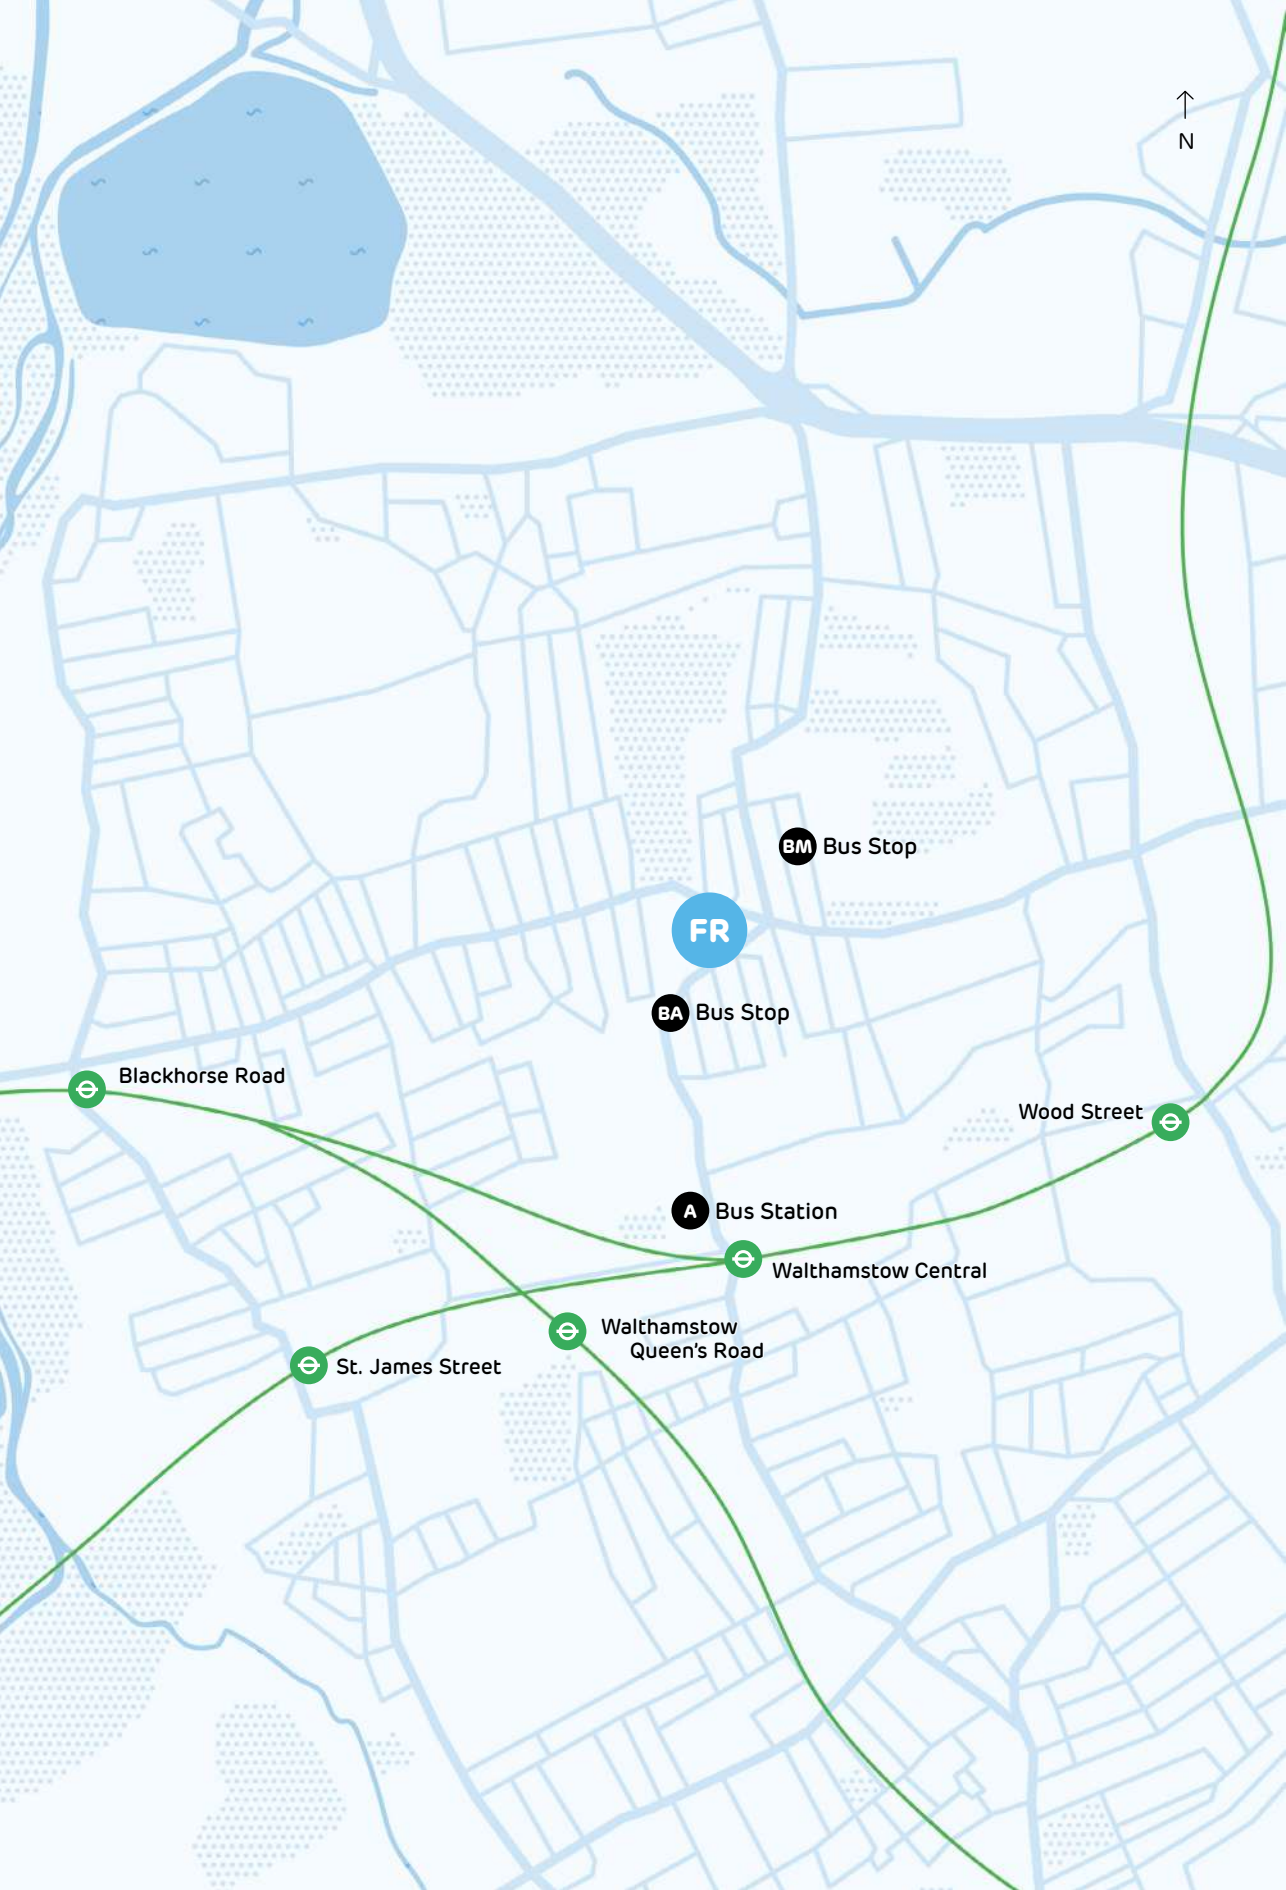 N
BM Bus Stop
FR
BA Bus Stop
Blackhorse Road
Wood Street
A Bus Station
Walthamstow Central
Walthamstow
Queen's Road
St. James Street